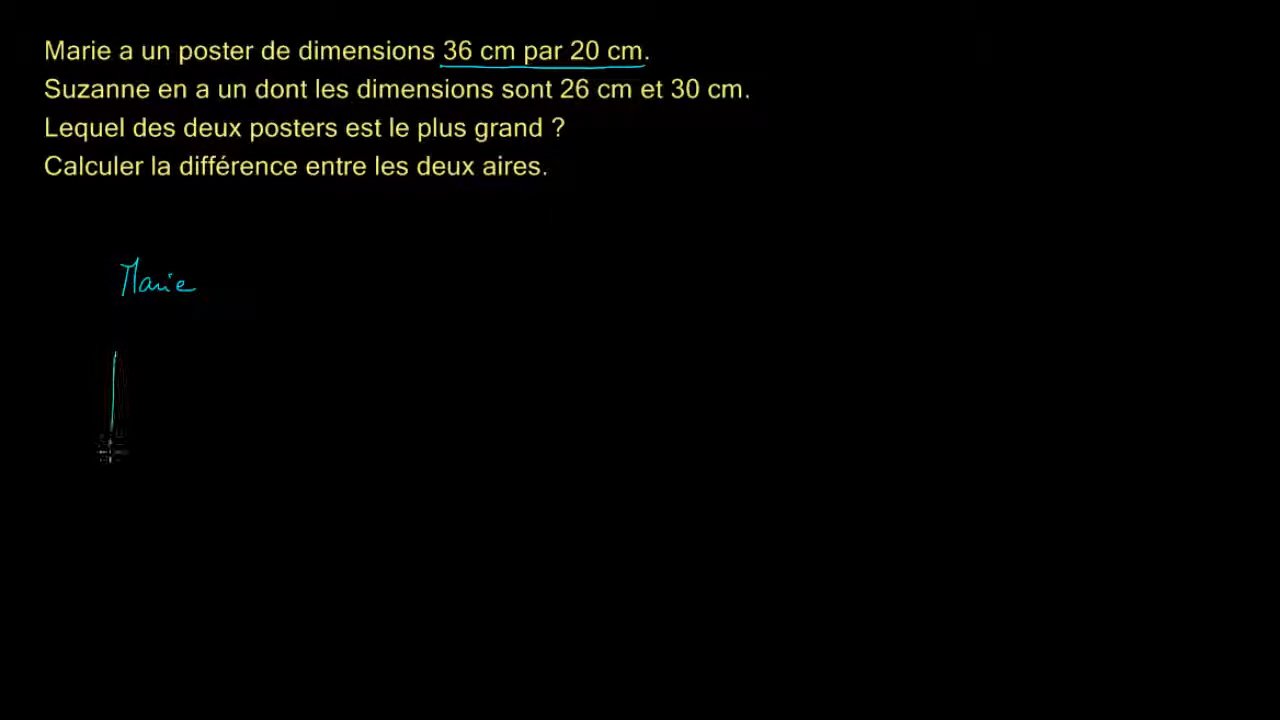 Marie a un poster de dimensions 36 cm par 20 cm.
Suzanne en a un dont les dimensions sont 26 cm et 30 cm.
Lequel des deux posters est le plus grand ?
Calculer la différence entre les deux aires.
Marie